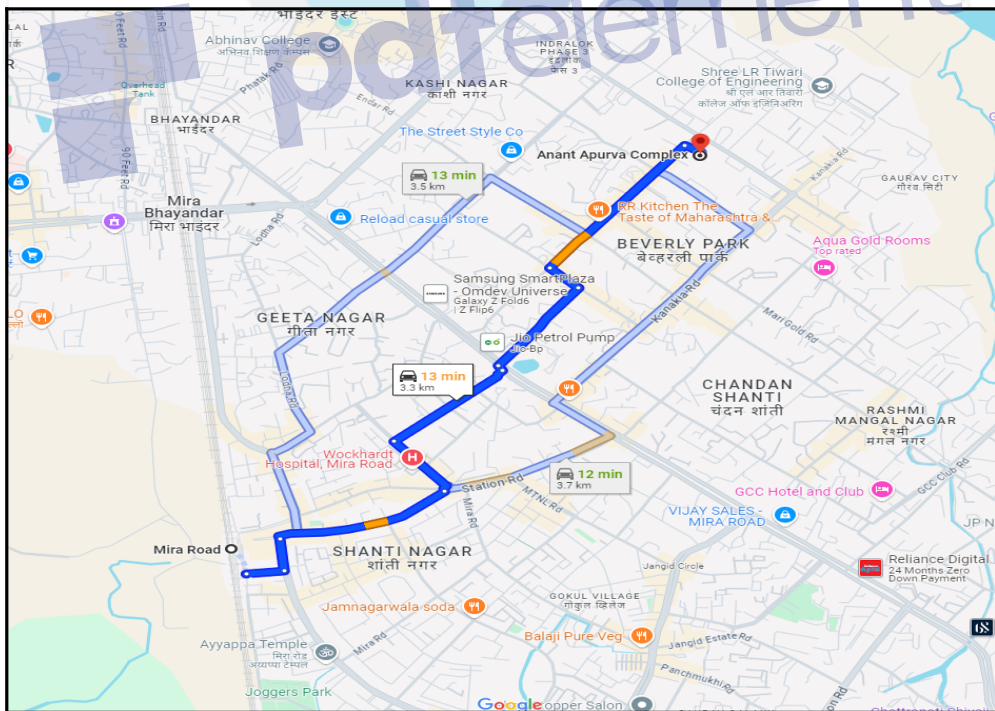 भाइंदर ईस्ट
pdfelement
Abhinav College
अभिनव शिक्षण कॅम्पस
Phatak Rd
Overhead
Tank
90 Feet Rd
INDRALOK
PHASE 3
इंद्रलोक
फेस 3
KASHI NAGAR
काशी नगर
Endar Rd
Shree LR Tiwari
College of Engineering
श्री एल आर तिवारी
कॉलेज ऑफ इंजिनिअरिंग
BHAYANDAR
भाईंदर
The Street Style Co
Anant Apurva Complex
Kanakia Rd
13 min
3.5 km
GAURAV CITY
गौरव सिटी
Mira
Bhayandar
मिरा भाईंदर
Lodha Rd
Reload casual store
RR Kitchen The
Taste of Maharashtra &...
BEVERLY PARK
बेव्हरली पार्क
Aqua Gold Rooms
Top rated
Samsung SmartPlaza
- Omdev Universe
Galaxy Z Fold6
| Z Flip6
Kanakia Rd
Mari Gold Rd
GEETA NAGAR
गीता नगर
Jio Petrol Pump
Jio-Bp
Lodha Rd
13 min
3.3 km
CHANDAN
SHANTI
चंदन शांती
RASHMI
MANGAL NAGAR
रश्मी
मंगल नगर
Wockhardt
Hospital, Mira Road
Station Rd
12 min
3.7 km
MTNL Rd
Mira Rd
GCC Club Rd
GCC Hotel and Club
VIJAY SALES -
MIRA ROAD
JP N
Mira Road
SHANTI NAGAR
शांती नगर
Jangid Circle
Reliance Digital
24 Months Zero
Down Payment
GOKUL VILLAGE
गोकुल व्हिलेज
Jamnagarwala soda
Balaji Pure Veg
Jangid Estate Rd
Ayyappa Temple
मिरा रोड
अय्यप्पा टेम्पल
Mira Rd
Panchmukhi Rd
Joggers Park
Google
copper Salon